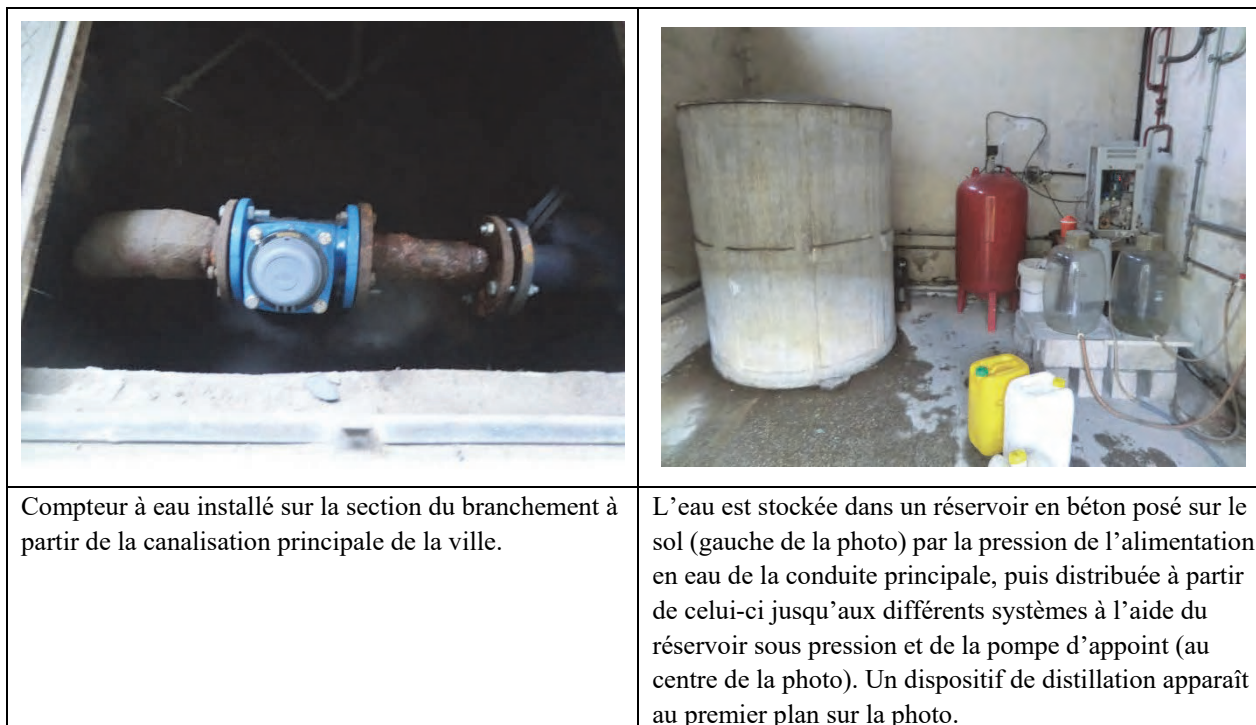 Compteur à eau installé sur la section du branchement à
partir de la canalisation principale de la ville.
L’eau est stockée dans un réservoir en béton posé sur le
sol (gauche de la photo) par la pression de l’alimentation
en eau de la conduite principale, puis distribuée à partir
de celui-ci jusqu’aux différents systèmes à l’aide du
réservoir sous pression et de la pompe d’appoint (au
centre de la photo). Un dispositif de distillation apparaît
au premier plan sur la photo.